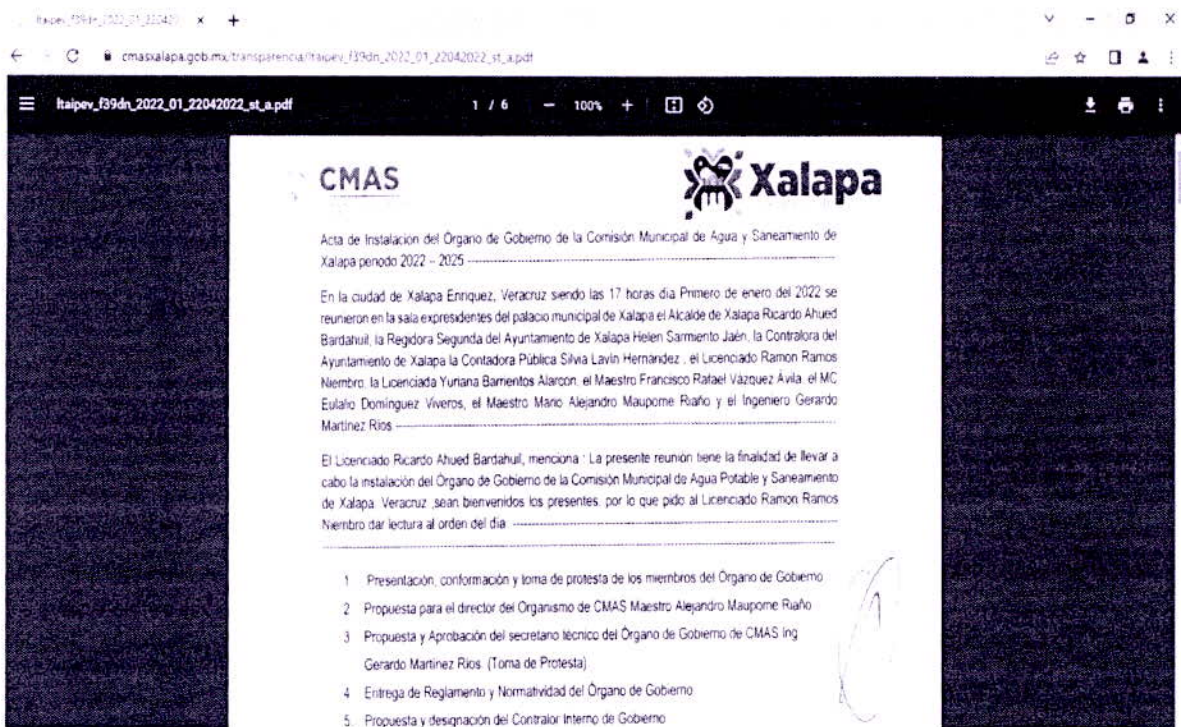 ltaipev_f39dn_2022_01_220422 × +
cmasxalapa.gob.mx/transparencia/ltaipev_f39dn_2022_01_22042022_st_a.pdf
ltaipev_f39dn_2022_01_22042022_st_a.pdf 1 / 6 − 100% +
CMAS Xalapa
Acta de Instalación del Órgano de Gobierno de la Comisión Municipal de Agua y Saneamiento de
Xalapa periodo 2022 – 2025
En la ciudad de Xalapa Enríquez, Veracruz siendo las 17 horas día Primero de enero del 2022 se
reunieron en la sala expresidentes del palacio municipal de Xalapa el Alcalde de Xalapa Ricardo Ahued
Bardahuil, la Regidora Segunda del Ayuntamiento de Xalapa Helen Sarmiento Jaén, la Contralora del
Ayuntamiento de Xalapa la Contadora Pública Silvia Lavin Hernandez , el Licenciado Ramon Ramos
Niembro, la Licenciada Yuriana Barrientos Alarcon, el Maestro Francisco Rafael Vázquez Ávila, el MC
Eulalio Domínguez Viveros, el Maestro Mario Alejandro Maupome Riaño y el Ingeniero Gerardo
Martinez Rios
El Licenciado Ricardo Ahued Bardahuil, menciona : La presente reunión tiene la finalidad de llevar a
cabo la instalación del Órgano de Gobierno de la Comisión Municipal de Agua Potable y Saneamiento
de Xalapa Veracruz ,sean bienvenidos los presentes, por lo que pido al Licenciado Ramon Ramos
Niembro dar lectura al orden del día
1 Presentación, conformación y toma de protesta de los miembros del Órgano de Gobierno
2 Propuesta para el director del Organismo de CMAS Maestro Alejandro Maupome Riaño
3 Propuesta y Aprobación del secretario técnico del Órgano de Gobierno de CMAS Ing
Gerardo Martinez Rios. (Toma de Protesta)
4 Entrega de Reglamento y Normatividad del Órgano de Gobierno
5. Propuesta y designación del Contralor Interno de Gobierno